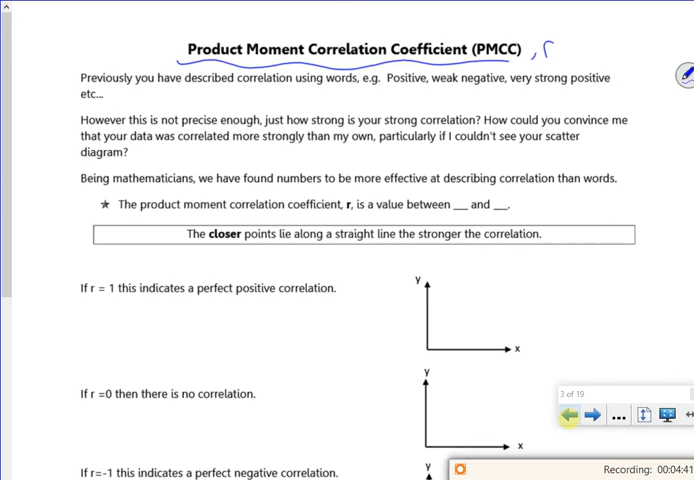 Product Moment Correlation Coefficient (PMCC) , r
Previously you have described correlation using words, e.g. Positive, weak negative, very strong positive
etc...
However this is not precise enough, just how strong is your strong correlation? How could you convince me
that your data was correlated more strongly than my own, particularly if I couldn't see your scatter
diagram?
Being mathematicians, we have found numbers to be more effective at describing correlation than words.
★ The product moment correlation coefficient, r, is a value between __ and __.
The closer points lie along a straight line the stronger the correlation.
y
If r = 1 this indicates a perfect positive correlation.
x
y
If r =0 then there is no correlation.
3 of 19
...
x
y
If r=-1 this indicates a perfect negative correlation.
Recording: 00:04:41